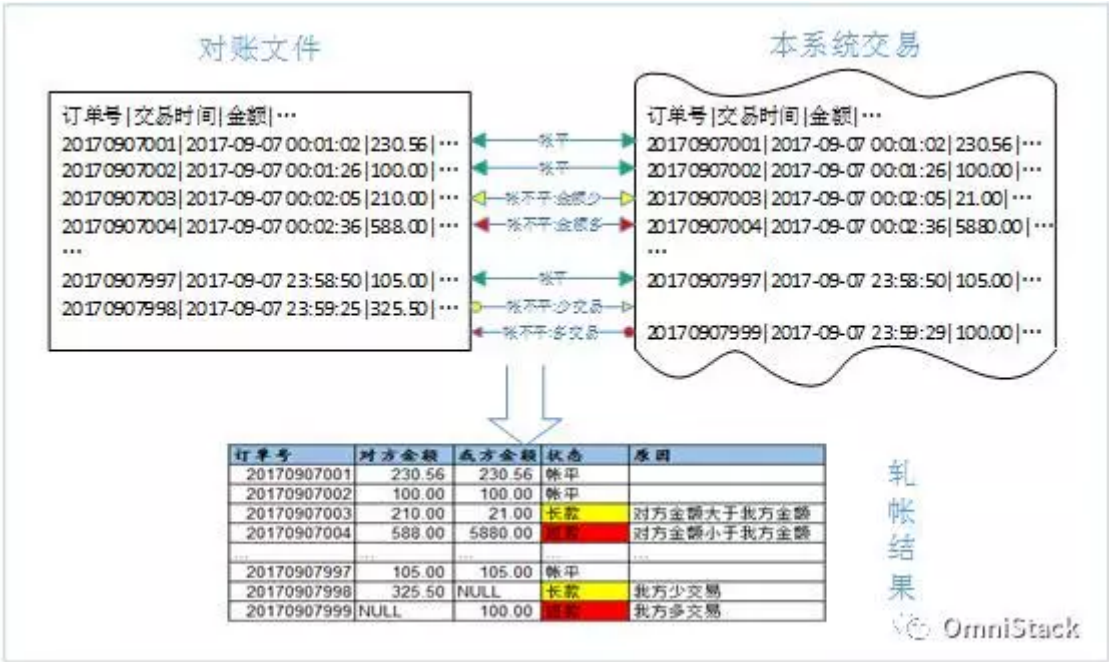 对账文件
本系统交易
订单号|交易时间|金额|…
20170907001|2017-09-07 00:01:02|230.56|…
20170907002|2017-09-07 00:01:26|100.00|…
20170907003|2017-09-07 00:02:05|210.00|…
20170907004|2017-09-07 00:02:36|588.00|…
…
20170907997|2017-09-07 23:58:50|105.00|…
20170907998|2017-09-07 23:59:25|325.50|…
帐平
帐平
帐不平:金额少
帐不平:金额多
帐平
帐不平:少交易
帐不平:多交易
订单号|交易时间|金额|…
20170907001|2017-09-07 00:01:02|230.56|…
20170907002|2017-09-07 00:01:26|100.00|…
20170907003|2017-09-07 00:02:05|21.00|…
20170907004|2017-09-07 00:02:36|5880.00|…
…
20170907997|2017-09-07 23:58:50|105.00|…
20170907999|2017-09-07 23:59:29|100.00|…
订单号 对方金额 我方金额 状态 原因
20170907001 230.56 230.56 帐平
20170907002 100.00 100.00 帐平
20170907003 210.00 21.00 长款 对方金额大于我方金额
20170907004 588.00 5880.00 短款 对方金额小于我方金额
... ... ... ... ...
20170907997 105.00 105.00 帐平
20170907998 325.50 NULL 长款 我方少交易
20170907999 NULL 100.00 短款 我方多交易
轧帐结果
OmniStack